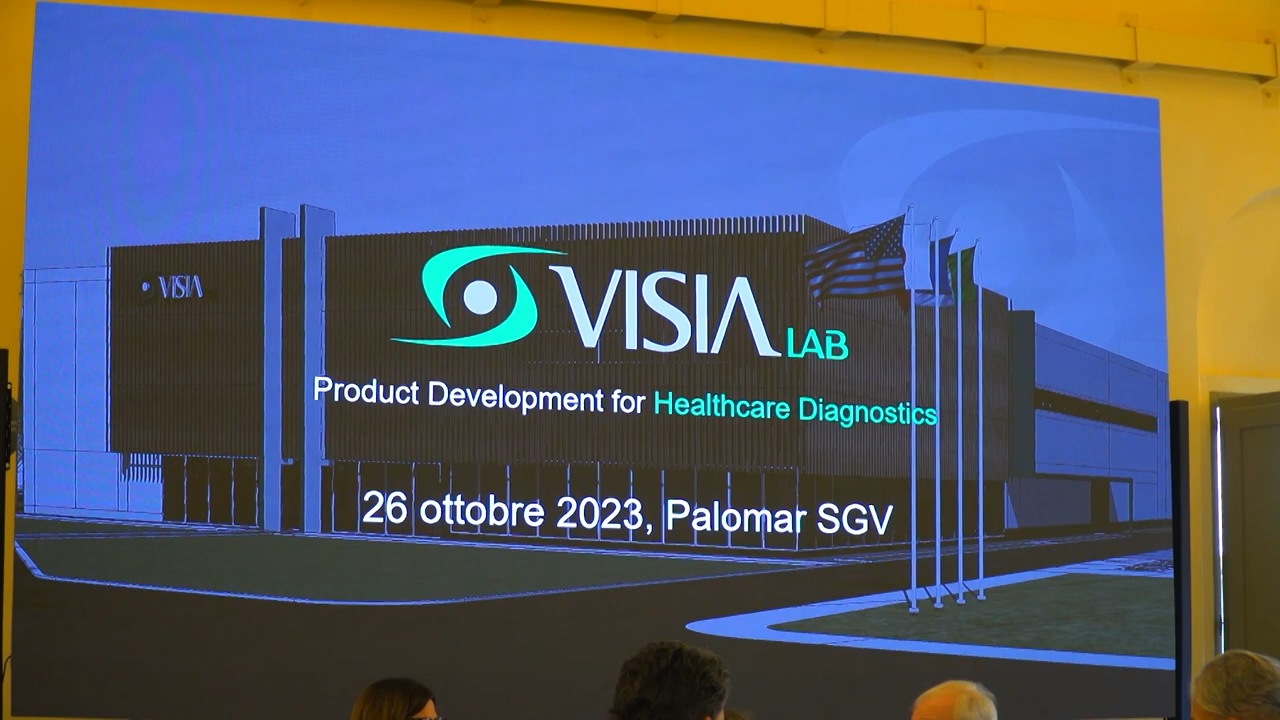 VISIA
VISIA LAB
Product Development for Healthcare Diagnostics
26 ottobre 2023, Palomar SGV